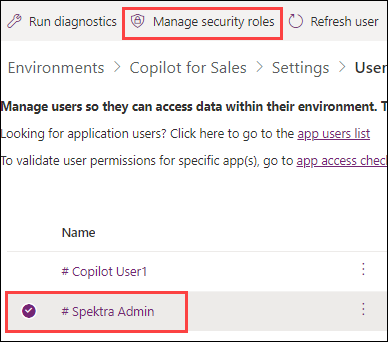 Run diagnostics Manage security roles Refresh user
Environments > Copilot for Sales > Settings > User
Manage users so they can access data within their environment. T
Looking for application users? Click here to go to the app users list
To validate user permissions for specific app(s), go to app access chec
Name
# Copilot User1
# Spektra Admin